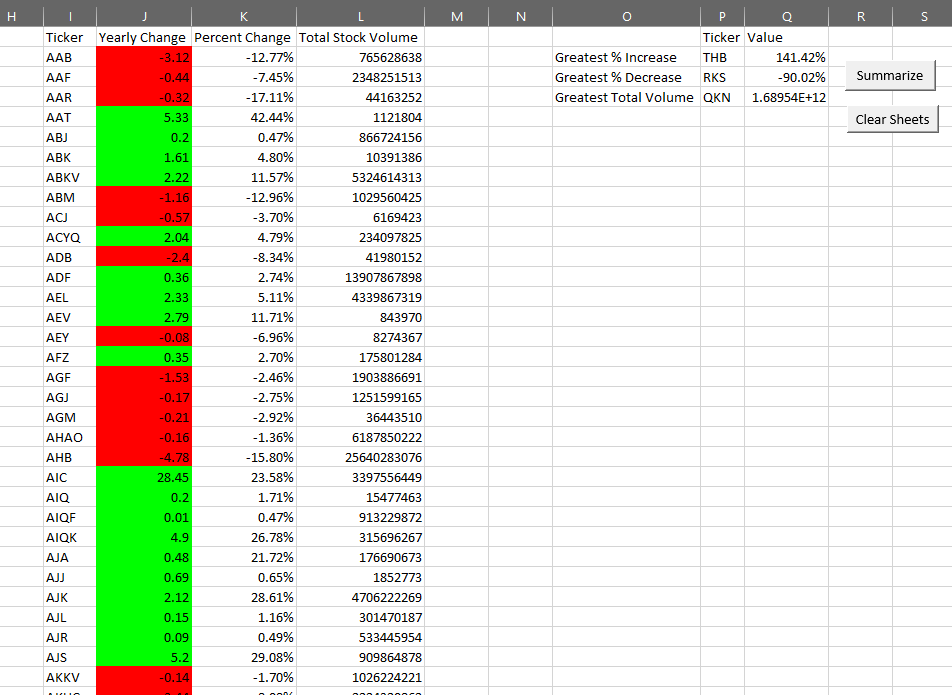 H I J K L M N O P Q R S
Ticker Yearly Change Percent Change Total Stock Volume Ticker Value
AAB -3.12 -12.77% 765628638 Greatest % Increase THB 141.42%
AAF -0.44 -7.45% 2348251513 Greatest % Decrease RKS -90.02% Summarize
AAR -0.32 -17.11% 44163252 Greatest Total Volume QKN 1.68954E+12
AAT 5.33 42.44% 1121804 Clear Sheets
ABJ 0.2 0.47% 866724156
ABK 1.61 4.80% 10391386
ABKV 2.22 11.57% 5324614313
ABM -1.16 -12.96% 1029560425
ACJ -0.57 -3.70% 6169423
ACYQ 2.04 4.79% 234097825
ADB -2.4 -8.34% 41980152
ADF 0.36 2.74% 13907867898
AEL 2.33 5.11% 4339867319
AEV 2.79 11.71% 843970
AEY -0.08 -6.96% 8274367
AFZ 0.35 2.70% 175801284
AGF -1.53 -2.46% 1903886691
AGJ -0.17 -2.75% 1251599165
AGM -0.21 -2.92% 36443510
AHAO -0.16 -1.36% 6187850222
AHB -4.78 -15.80% 25640283076
AIC 28.45 23.58% 3397556449
AIQ 0.2 1.71% 15477463
AIQF 0.01 0.47% 913229872
AIQK 4.9 26.78% 315696267
AJA 0.48 21.72% 176690673
AJJ 0.69 0.65% 1852773
AJK 2.12 28.61% 4706222269
AJL 0.15 1.16% 301470187
AJR 0.09 0.49% 533445954
AJS 5.2 29.08% 909864878
AKKV -0.14 -1.70% 1026224221